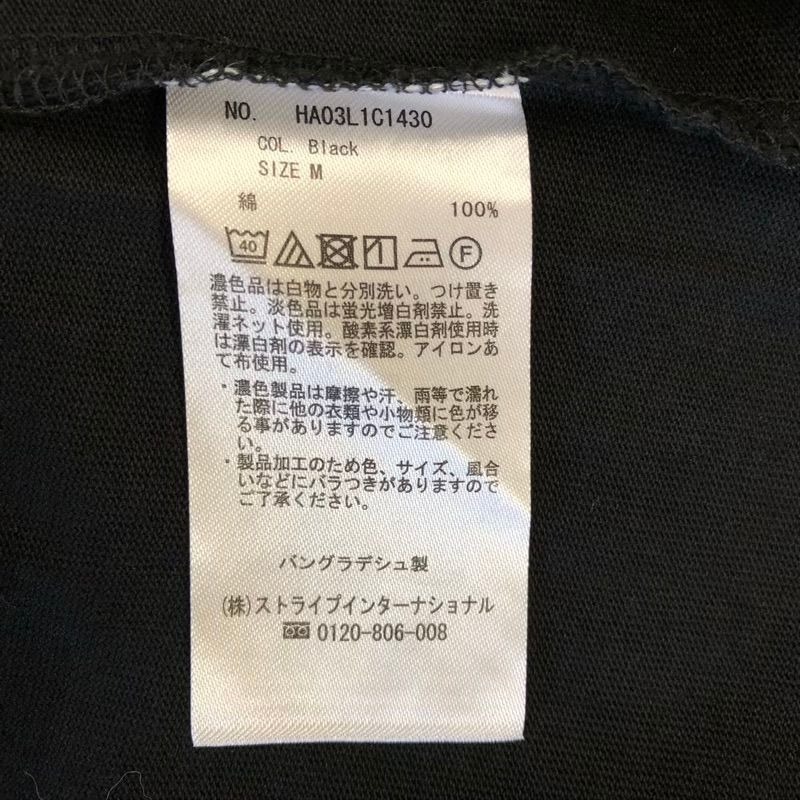 NO. HA03L1C1430
COL. Black
SIZE M
綿 100%
40 F
濃色品は白物と分別洗い。つけ置き
禁止。淡色品は蛍光増白剤禁止。洗
濯ネット使用。酸素系漂白剤使用時
は漂白剤の表示を確認。アイロンあ
て布使用。
・濃色製品は摩擦や汗、雨等で濡れ
た際に他の衣類や小物類に色が移
る事がありますのでご注意くださ
い。
・製品加工のため色、サイズ、風合
いなどにバラつきがありますので
ご了承ください。
バングラデシュ製
(株)ストライプインターナショナル
0120-806-008